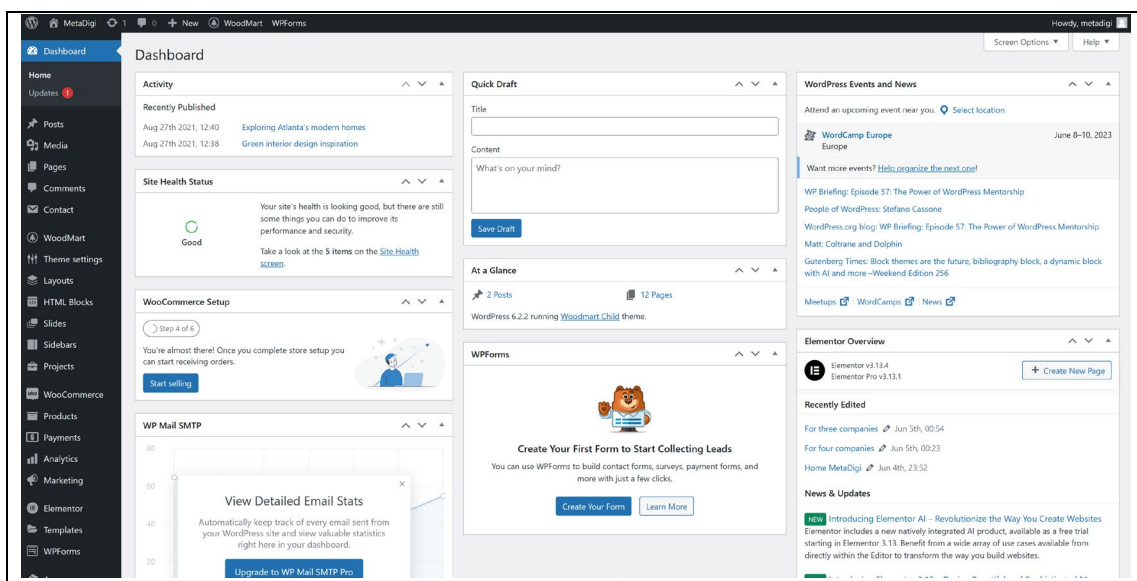 MetaDigi 1 0 + New WoodMart WPForms
Howdy, metadigi
Dashboard
Home
Updates 1
Posts
Media
Pages
Comments
Contact
WoodMart
Theme settings
Layouts
HTML Blocks
Slides
Sidebars
Projects
WooCommerce
Products
Payments
Analytics
Marketing
Elementor
Templates
WPForms
Screen Options
Help
Dashboard
Activity
Recently Published
Aug 27th 2021, 12:40 Exploring Atlanta's modern homes
Aug 27th 2021, 12:38 Green interior design inspiration
Site Health Status
Good
Your site's health is looking good, but there are still
some things you can do to improve its
performance and security.
Take a look at the 5 items on the Site Health
screen.
WooCommerce Setup
Step 4 of 6
You're almost there! Once you complete store setup you
can start receiving orders.
Start selling
WP Mail SMTP
80
60
40
20
View Detailed Email Stats
Automatically keep track of every email sent from
your WordPress site and view valuable statistics
right here in your dashboard.
Upgrade to WP Mail SMTP Pro
Quick Draft
Title
Content
What's on your mind?
Save Draft
At a Glance
2 Posts
12 Pages
WordPress 6.2.2 running Woodmart Child theme.
WPForms
Create Your First Form to Start Collecting Leads
You can use WPForms to build contact forms, surveys, payment forms, and
more with just a few clicks.
Create Your Form
Learn More
WordPress Events and News
Attend an upcoming event near you. Select location
WordCamp Europe June 8–10, 2023
Europe
Want more events? Help organize the next one!
WP Briefing: Episode 57: The Power of WordPress Mentorship
People of WordPress: Stefano Cassone
WordPress.org blog: WP Briefing: Episode 57: The Power of WordPress Mentorship
Matt: Coltrane and Dolphin
Gutenberg Times: Block themes are the future, bibliography block, a dynamic block
with AI and more –Weekend Edition 256
Meetups | WordCamps | News
Elementor Overview
Elementor v3.13.4
Elementor Pro v3.13.1
+ Create New Page
Recently Edited
For three companies Jun 5th, 00:54
For four companies Jun 5th, 00:23
Home MetaDigi Jun 4th, 23:52
News & Updates
NEW Introducing Elementor AI – Revolutionize the Way You Create Websites
Elementor includes a new natively integrated AI product, available as a free trial
starting in Elementor 3.13. Benefit from a wide array of use cases available from
directly within the Editor to transform the way you build websites.